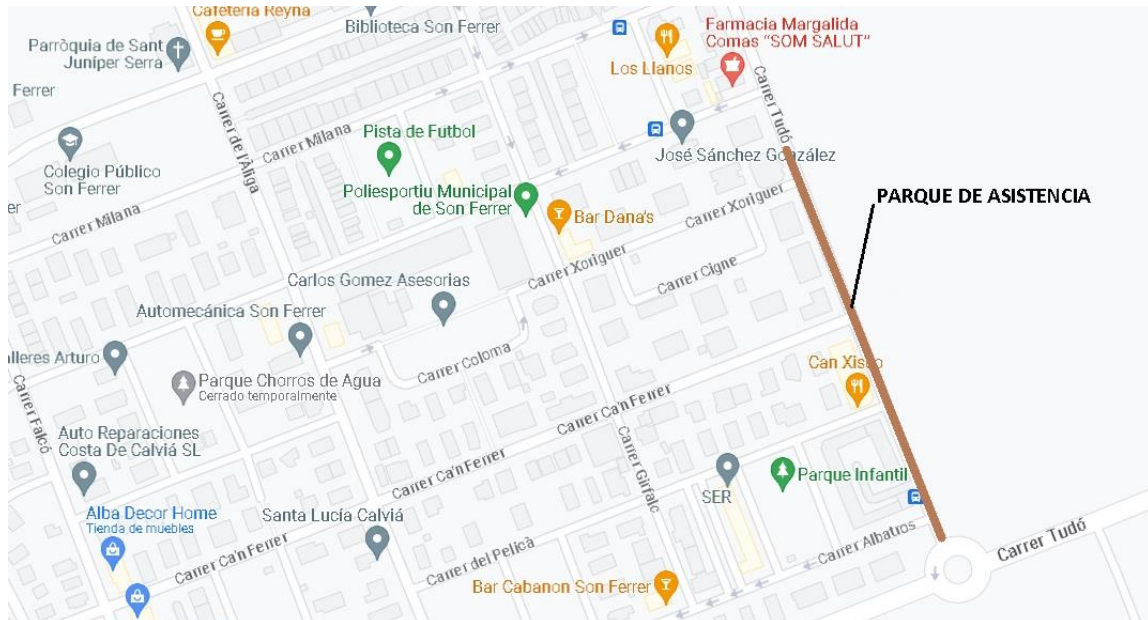 Cafetería Reyna
Biblioteca Son Ferrer
Parròquia de Sant
Juníper Serra
Ferrer
Farmacia Margalida
Comas "SOM SALUT"
Los Llanos
Carrer Tudó
Carrer de l'Àliga
Carrer Milana
Pista de Futbol
José Sánchez González
Colegio Público
Son Ferrer
Poliesportiu Municipal
de Son Ferrer
Bar Dana's
Carrer Xoriguer
PARQUE DE ASISTENCIA
Carrer Milana
Carrer Xoriguer
Carrer Cigne
Carlos Gomez Asesorias
Automecánica Son Ferrer
alleres Arturo
Carrer Coloma
Can Xisco
Parque Chorros de Agua
Cerrado temporalmente
Carrer Ca'n Ferrer
Carrer Falcó
Auto Reparaciones
Costa De Calviá SL
Carrer Ca'n Ferrer
Carrer Girfalc
SER
Parque Infantil
Alba Decor Home
Tienda de muebles
Santa Lucía Calviá
Carrer Ca'n Ferrer
Carrer del Pelicà
Carrer Albatros
Carrer Tudó
Bar Cabanon Son Ferrer